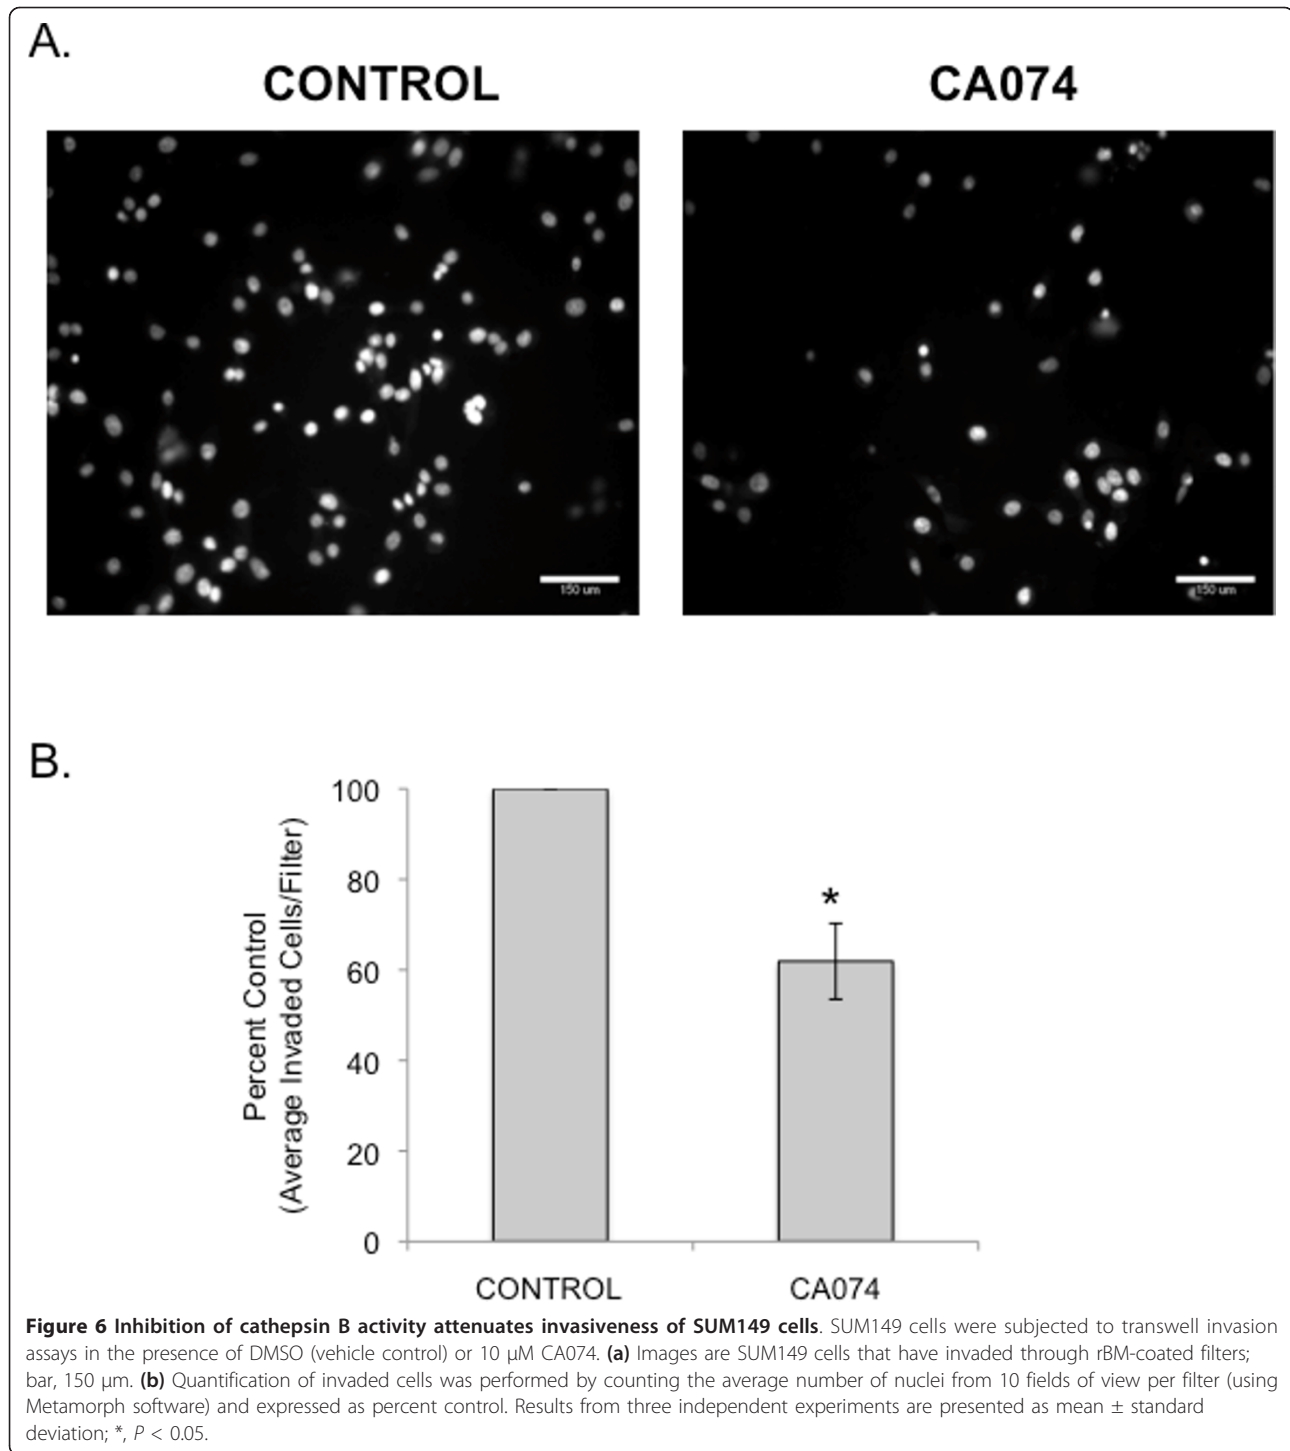 A.
CONTROL
CA074
150 um
150 um
B.
100
80
60
40
20
0
Percent Control
(Average Invaded Cells/Filter)
*
CONTROL
CA074
Figure 6 Inhibition of cathepsin B activity attenuates invasiveness of SUM149 cells. SUM149 cells were subjected to transwell invasion
assays in the presence of DMSO (vehicle control) or 10 μM CA074. (a) Images are SUM149 cells that have invaded through rBM-coated filters;
bar, 150 μm. (b) Quantification of invaded cells was performed by counting the average number of nuclei from 10 fields of view per filter (using
Metamorph software) and expressed as percent control. Results from three independent experiments are presented as mean ± standard
deviation; *, P < 0.05.